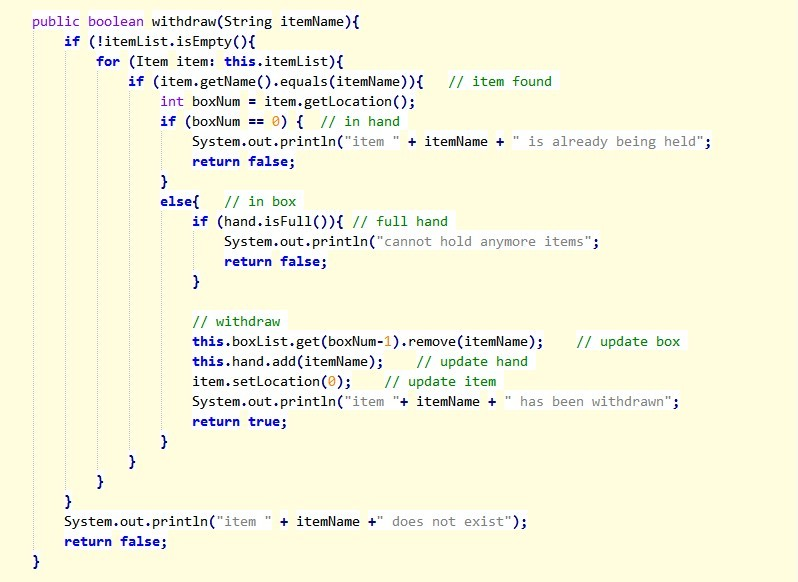 public boolean withdraw(String itemName){
    if (!itemList.isEmpty(){
        for (Item item: this.itemList){
            if (item.getName().equals(itemName)){   // item found
                int boxNum = item.getLocation();
                if (boxNum == 0) {  // in hand
                    System.out.println("item " + itemName + " is already being held";
                    return false;
                }
                else{   // in box
                    if (hand.isFull()){ // full hand
                        System.out.println("cannot hold anymore items";
                        return false;
                    }

                    // withdraw
                    this.boxList.get(boxNum-1).remove(itemName);    // update box
                    this.hand.add(itemName);    // update hand
                    item.setLocation(0);    // update item
                    System.out.println("item "+ itemName + " has been withdrawn";
                    return true;
                }
            }
        }
    }
    System.out.println("item " + itemName +" does not exist");
    return false;
}